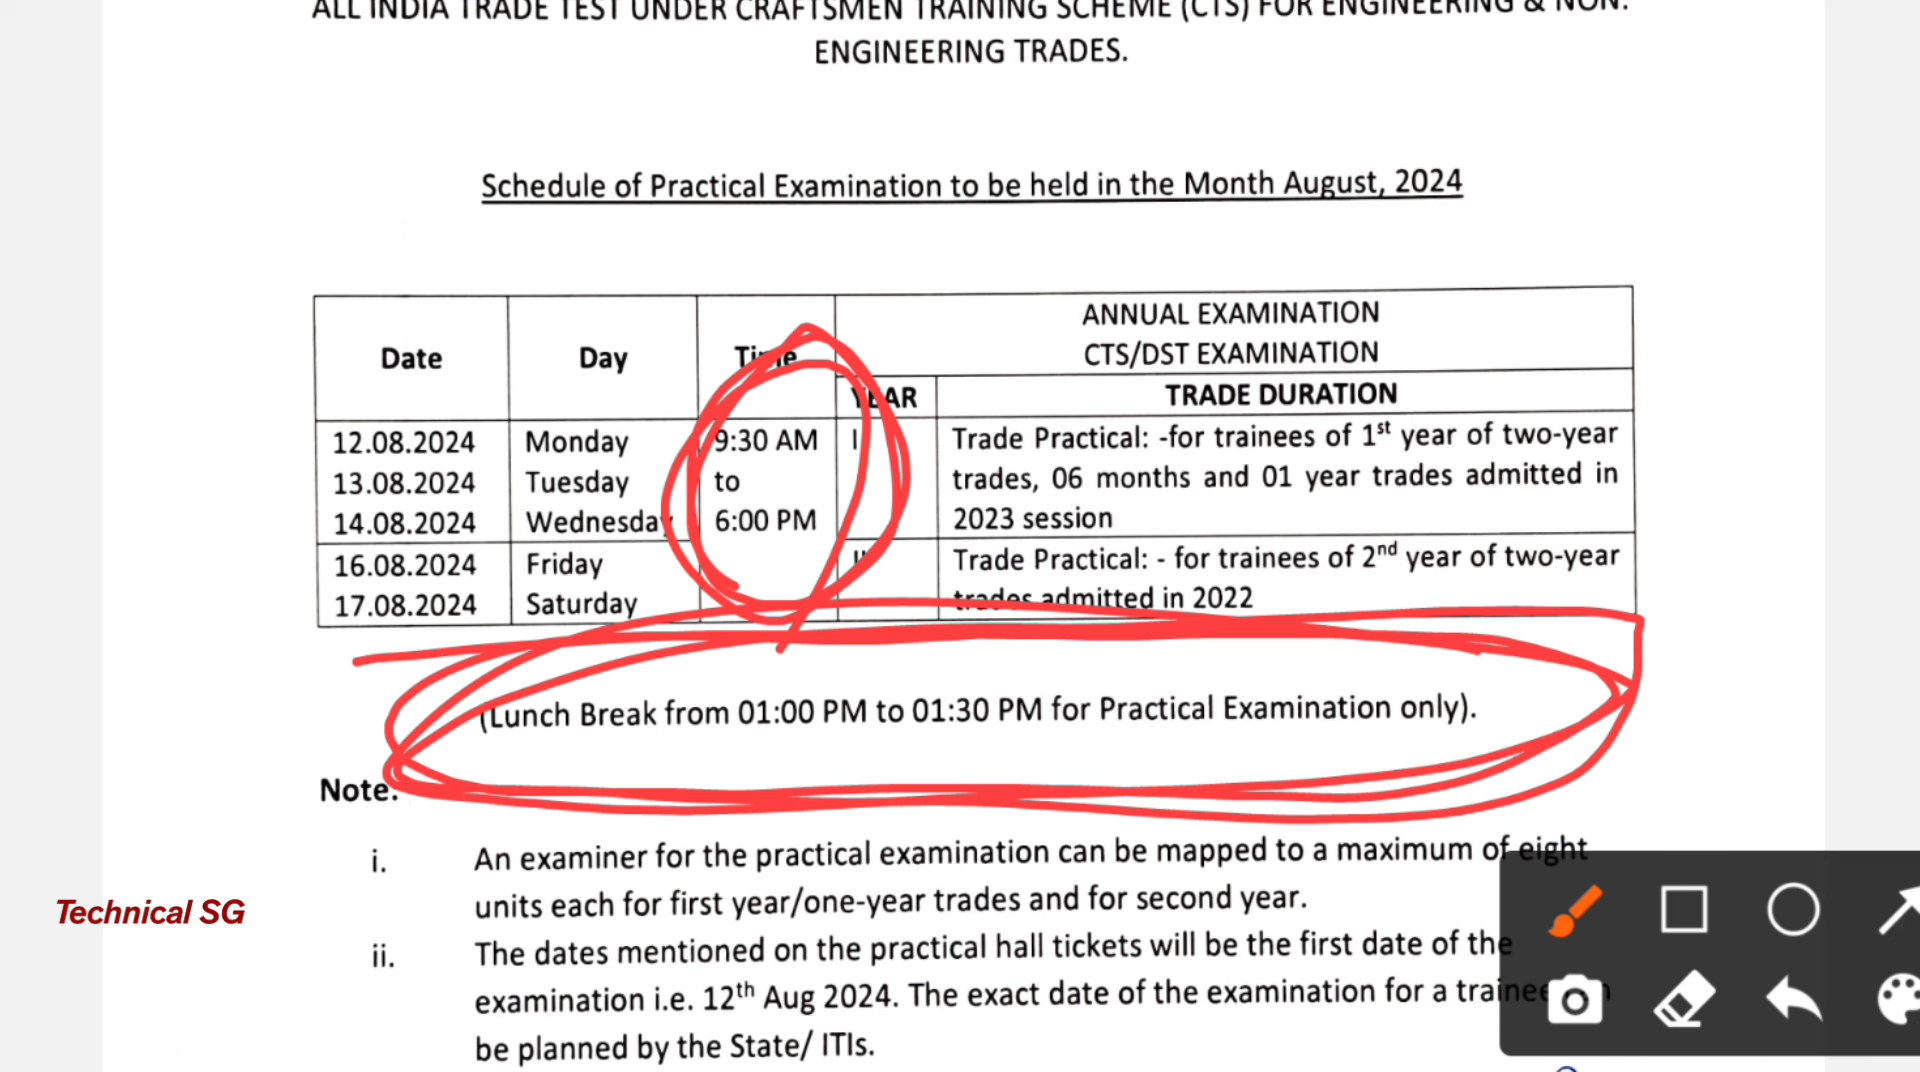 ALL INDIA TRADE TEST UNDER CRAFTSMEN TRAINING SCHEME (CTS) FOR ENGINEERING & NON.
ENGINEERING TRADES.
Schedule of Practical Examination to be held in the Month August, 2024
Date Day Time ANNUAL EXAMINATION
CTS/DST EXAMINATION
YEAR TRADE DURATION
12.08.2024 Monday 9:30 AM I Trade Practical: -for trainees of 1st year of two-year
13.08.2024 Tuesday to trades, 06 months and 01 year trades admitted in
14.08.2024 Wednesday 6:00 PM 2023 session
16.08.2024 Friday II Trade Practical: - for trainees of 2nd year of two-year
17.08.2024 Saturday trades admitted in 2022
(Lunch Break from 01:00 PM to 01:30 PM for Practical Examination only).
Note:
i. An examiner for the practical examination can be mapped to a maximum of eight
units each for first year/one-year trades and for second year.
Technical SG
ii. The dates mentioned on the practical hall tickets will be the first date of the
examination i.e. 12th Aug 2024. The exact date of the examination for a trainee
be planned by the State/ ITIs.